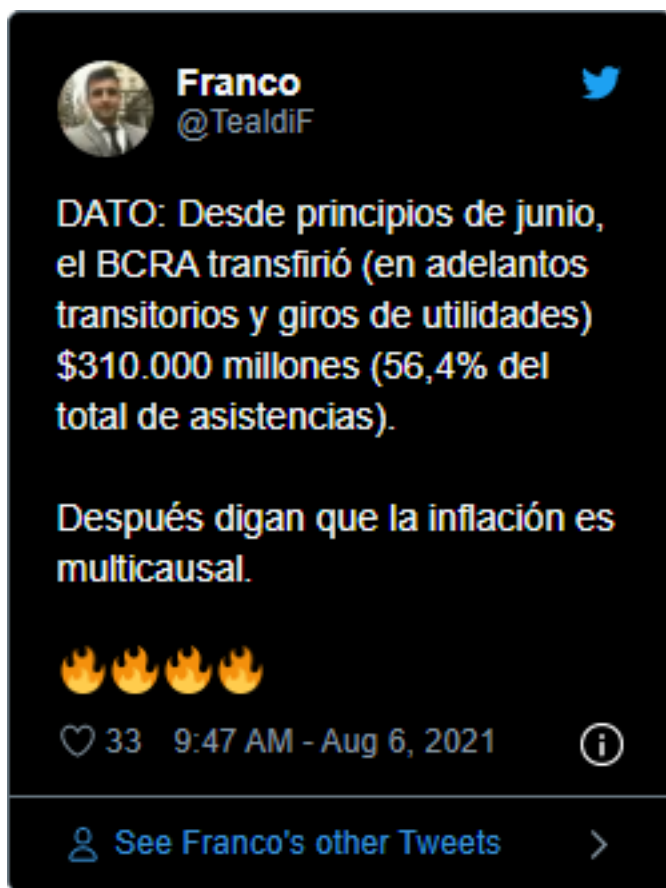 Franco
@TealdiF
DATO: Desde principios de junio,
el BCRA transfirió (en adelantos
transitorios y giros de utilidades)
$310.000 millones (56,4% del
total de asistencias).
Después digan que la inflación es
multicausal.
🔥🔥🔥🔥
33 9:47 AM - Aug 6, 2021
See Franco's other Tweets